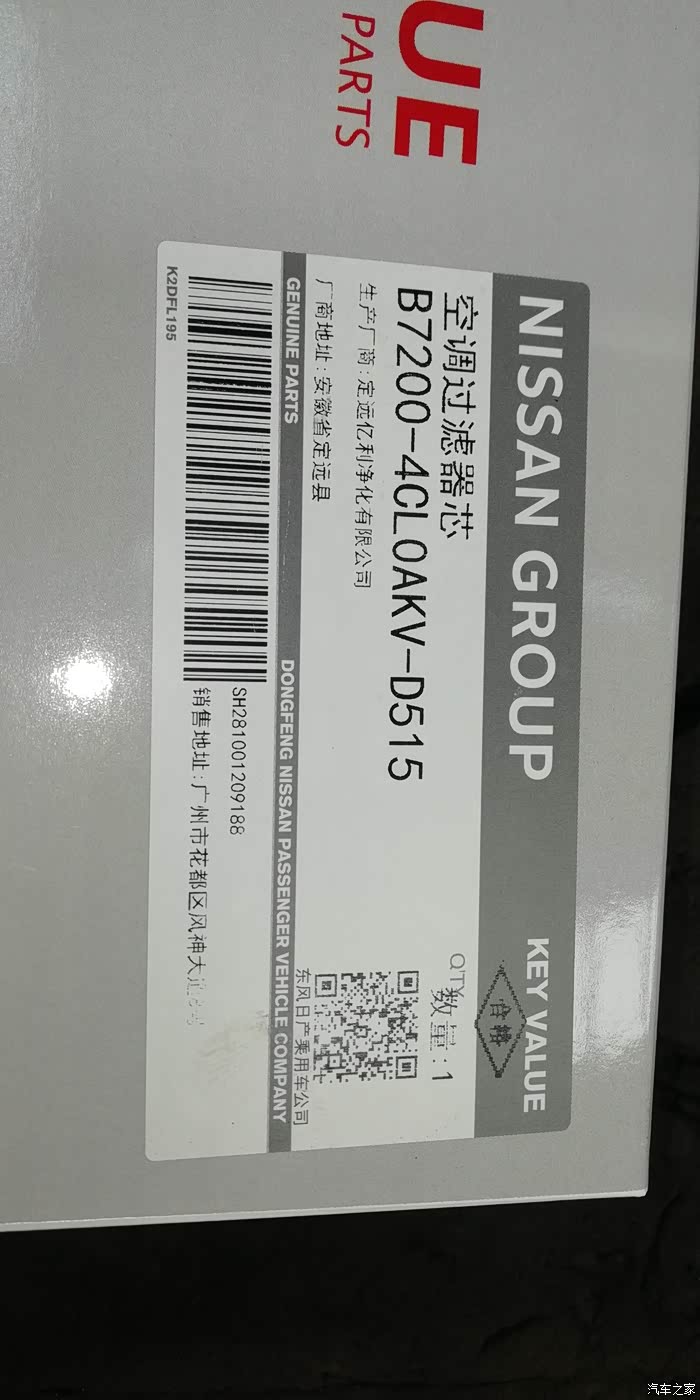 UE
PARTS
NISSAN GROUP
KEY VALUE
合格
空调过滤器芯
B7200-4CL0AKV-D515
QTY
数量:1
生产厂商:定远亿利净化有限公司
厂商地址:安徽省定远县
东风日产乘用车公司
GENUINE PARTS
DONGFENG NISSAN PASSENGER VEHICLE COMPANY
SH281001209188
销售地址:广州市花都区风神大
K2DFL195
汽车之家